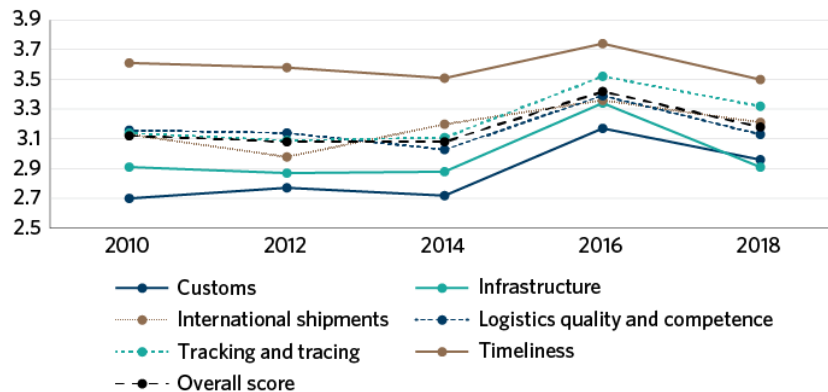 3.9
3.7
3.5
3.3
3.1
2.9
2.7
2.5
2010 2012 2014 2016 2018
Customs Infrastructure
International shipments Logistics quality and competence
Tracking and tracing Timeliness
Overall score